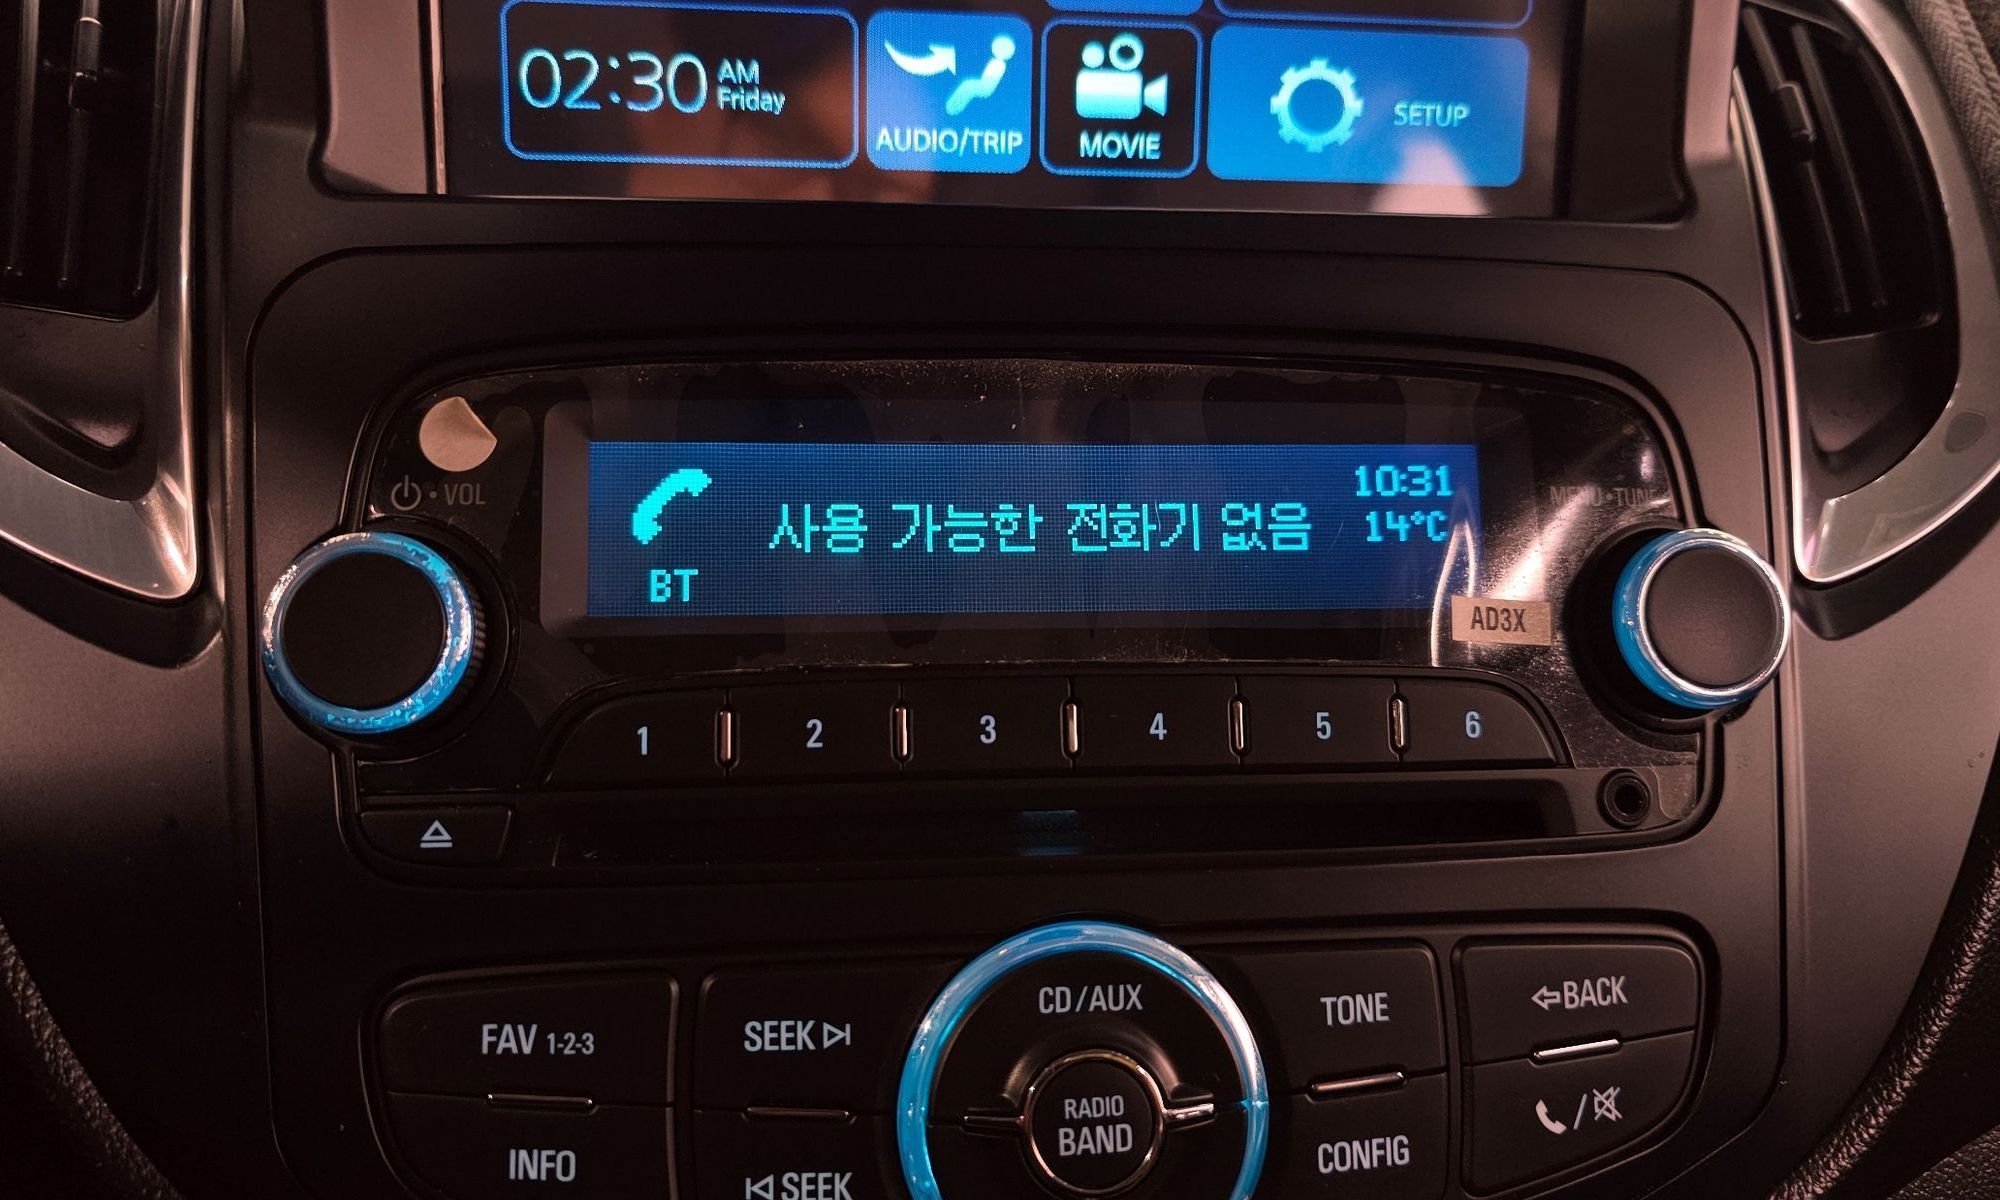 02:30 AM
Friday
AUDIO/TRIP
MOVIE
SETUP
VOL
MENU•TUNE
사용 가능한 전화기 없음
10:31
14°C
BT
AD3X
1 2 3 4 5 6
FAV 1-2-3
SEEK
CD/AUX
TONE
BACK
RADIO
BAND
INFO
SEEK
CONFIG